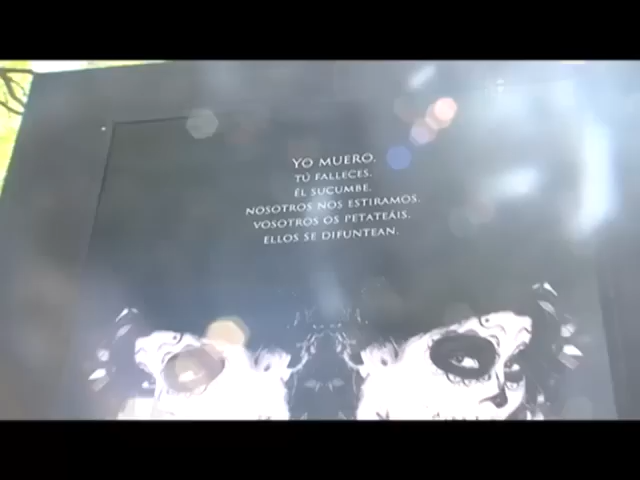 YO MUERO.
TÚ FALLECES.
ÉL SUCUMBE.
NOSOTROS NOS ESTIRAMOS.
VOSOTROS OS PETATEÁIS.
ELLOS SE DIFUNTEAN.